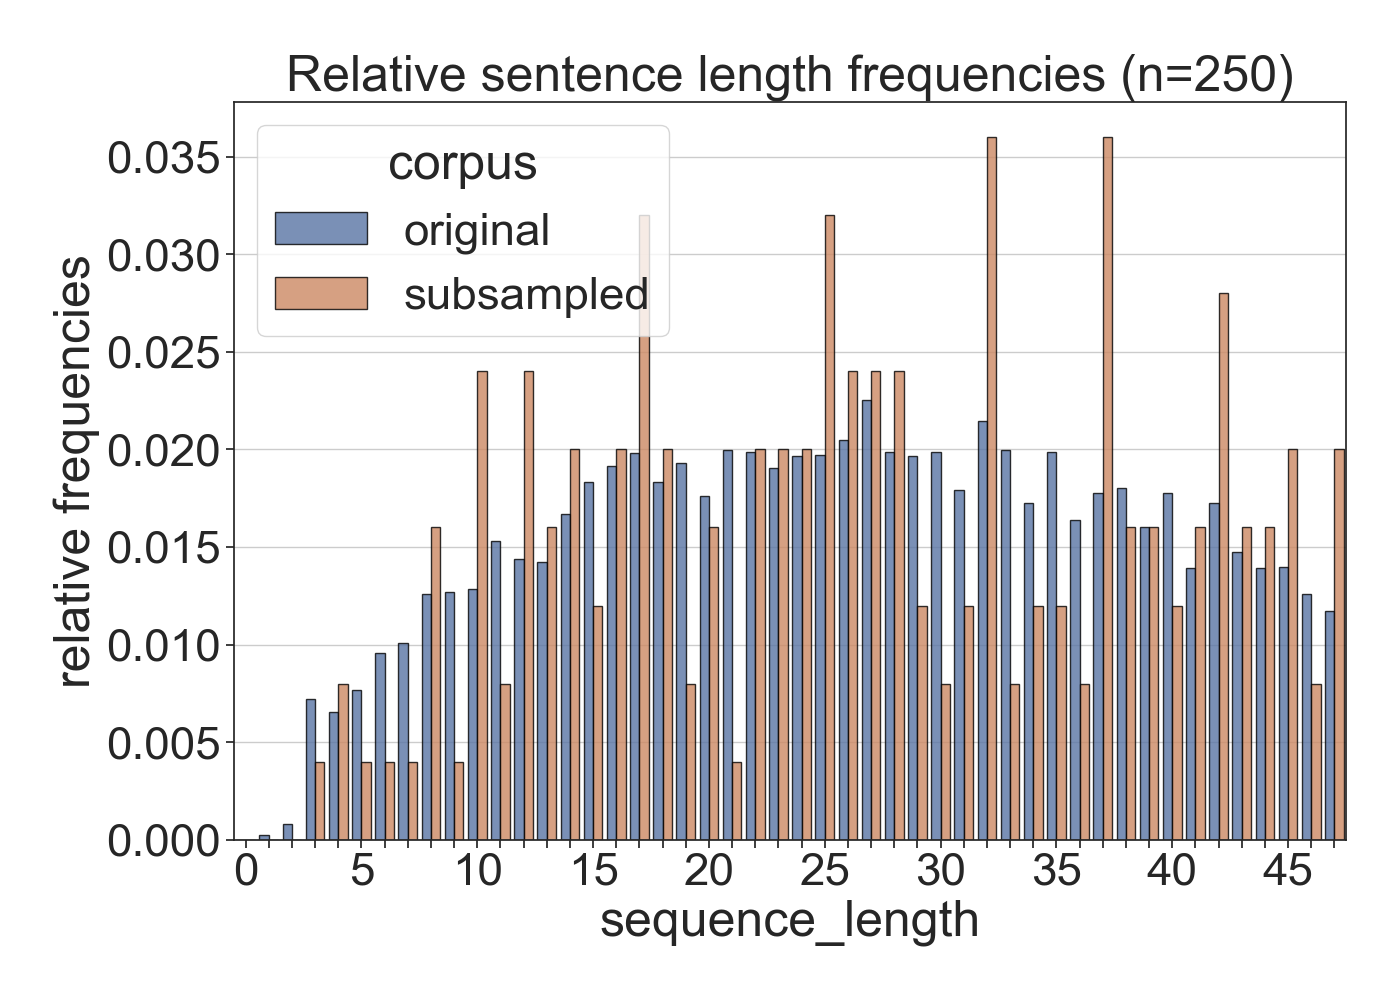 Relative sentence length frequencies (n=250)
corpus
original
subsampled
relative frequencies
0.035
0.030
0.025
0.020
0.015
0.010
0.005
0.000
0 5 10 15 20 25 30 35 40 45
sequence_length